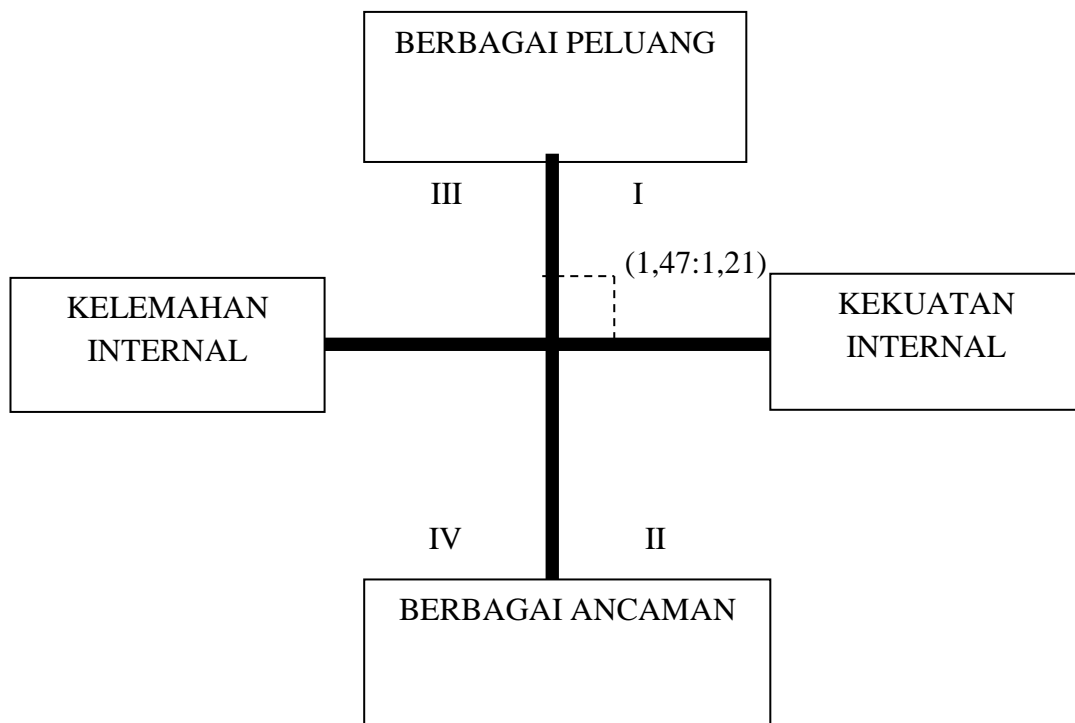 BERBAGAI PELUANG
III
I
(1,47:1,21)
KELEMAHAN
INTERNAL
KEKUATAN
INTERNAL
IV
II
BERBAGAI ANCAMAN